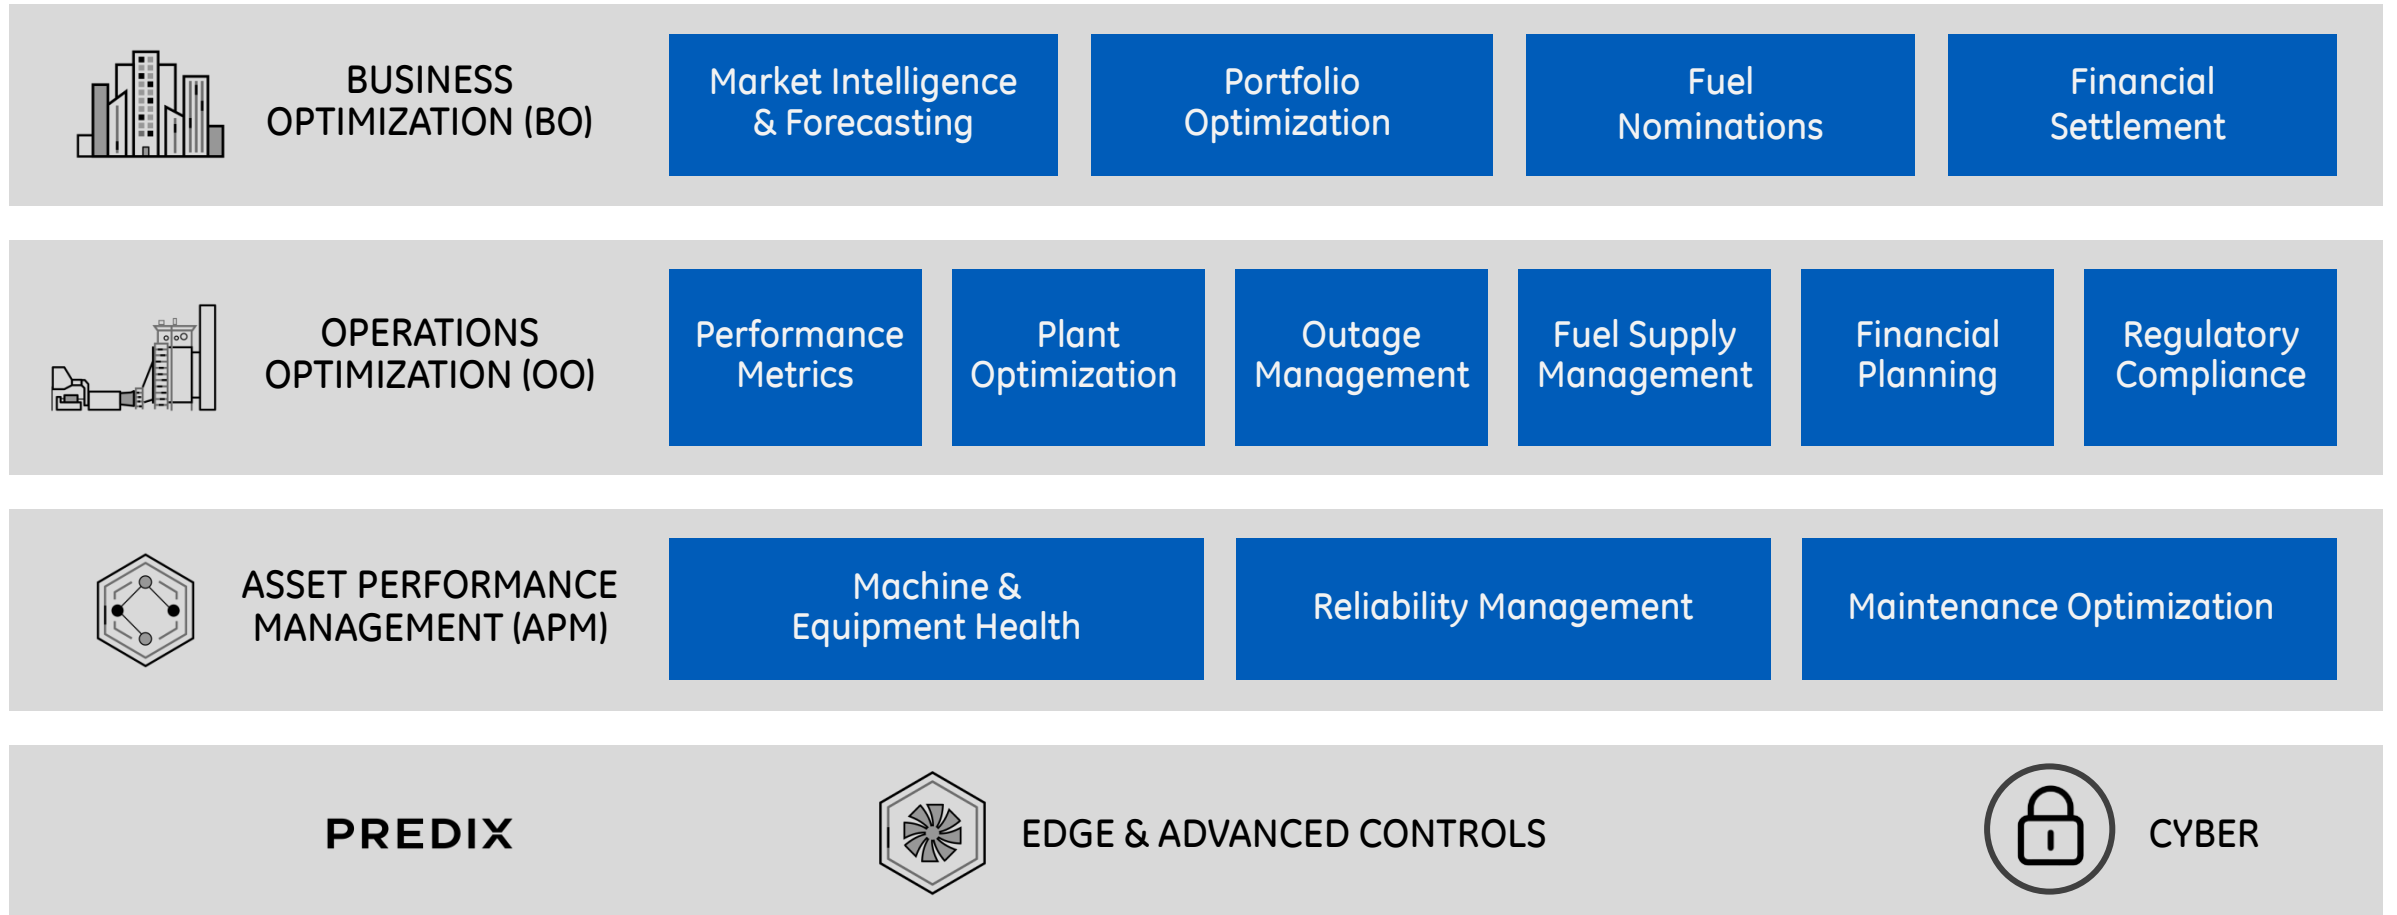 BUSINESS
OPTIMIZATION (BO)
Market Intelligence
& Forecasting
Portfolio
Optimization
Fuel
Nominations
Financial
Settlement
OPERATIONS
OPTIMIZATION (OO)
Performance
Metrics
Plant
Optimization
Outage
Management
Fuel Supply
Management
Financial
Planning
Regulatory
Compliance
ASSET PERFORMANCE
MANAGEMENT (APM)
Machine &
Equipment Health
Reliability Management
Maintenance Optimization
PREDIX
EDGE & ADVANCED CONTROLS
CYBER